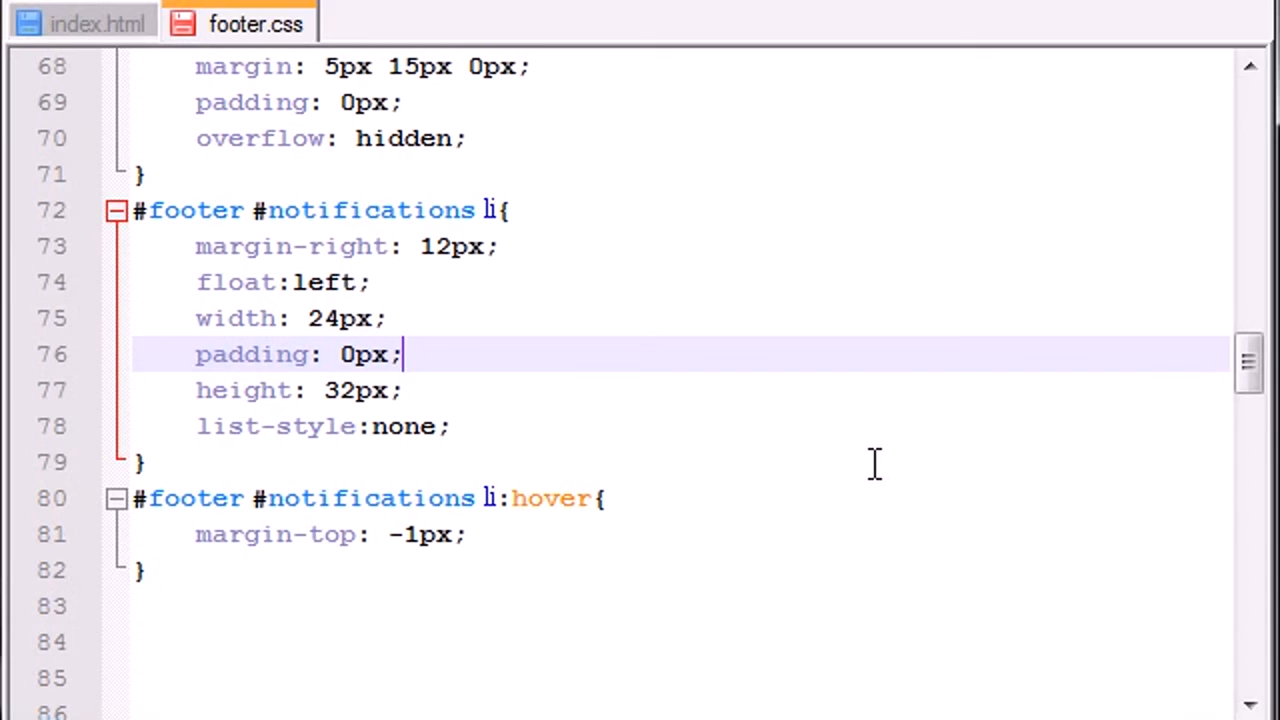 index.html footer.css
68 margin: 5px 15px 0px;
69 padding: 0px;
70 overflow: hidden;
71 }
72 #footer #notifications li{
73 margin-right: 12px;
74 float:left;
75 width: 24px;
76 padding: 0px;
77 height: 32px;
78 list-style:none;
79 }
80 #footer #notifications li:hover{
81 margin-top: -1px;
82 }
83
84
85
86